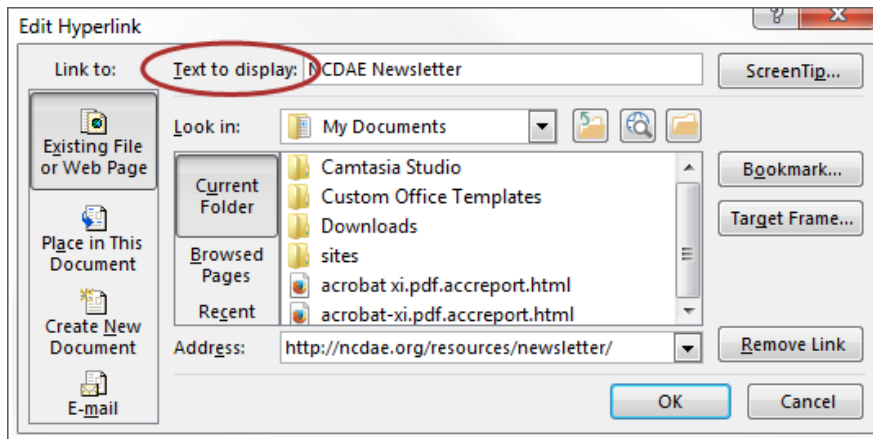 Edit Hyperlink
?
X
Link to:
Text to display:
NCDAE Newsletter
ScreenTip...
Existing File
or Web Page
Place in This
Document
Create New
Document
E-mail
Look in:
My Documents
Current
Folder
Browsed
Pages
Recent
Camtasia Studio
Custom Office Templates
Downloads
sites
acrobat xi.pdf.accreport.html
acrobat-xi.pdf.accreport.html
Bookmark...
Target Frame...
Address:
http://ncdae.org/resources/newsletter/
Remove Link
OK
Cancel